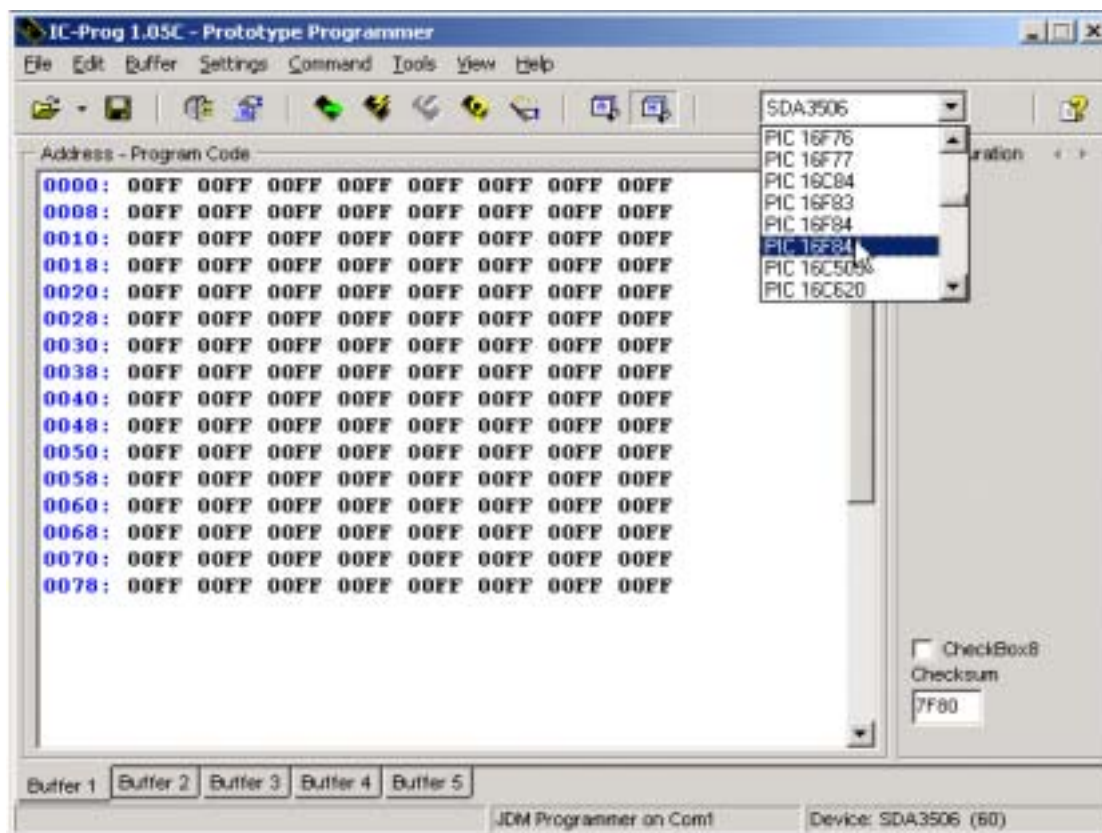 IC-Prog 1.05C - Prototype Programmer
File Edit Buffer Settings Command Tools View Help
SDA3506
PIC 16F76
PIC 16F77
PIC 16C84
PIC 16F83
PIC 16F84
PIC 16F84
PIC 16C509
PIC 16C620
Address - Program Code
ration
0000: 00FF 00FF 00FF 00FF 00FF 00FF 00FF 00FF
0008: 00FF 00FF 00FF 00FF 00FF 00FF 00FF 00FF
0010: 00FF 00FF 00FF 00FF 00FF 00FF 00FF 00FF
0018: 00FF 00FF 00FF 00FF 00FF 00FF 00FF 00FF
0020: 00FF 00FF 00FF 00FF 00FF 00FF 00FF 00FF
0028: 00FF 00FF 00FF 00FF 00FF 00FF 00FF 00FF
0030: 00FF 00FF 00FF 00FF 00FF 00FF 00FF 00FF
0038: 00FF 00FF 00FF 00FF 00FF 00FF 00FF 00FF
0040: 00FF 00FF 00FF 00FF 00FF 00FF 00FF 00FF
0048: 00FF 00FF 00FF 00FF 00FF 00FF 00FF 00FF
0050: 00FF 00FF 00FF 00FF 00FF 00FF 00FF 00FF
0058: 00FF 00FF 00FF 00FF 00FF 00FF 00FF 00FF
0060: 00FF 00FF 00FF 00FF 00FF 00FF 00FF 00FF
0068: 00FF 00FF 00FF 00FF 00FF 00FF 00FF 00FF
0070: 00FF 00FF 00FF 00FF 00FF 00FF 00FF 00FF
0078: 00FF 00FF 00FF 00FF 00FF 00FF 00FF 00FF
CheckBox8
Checksum
7F80
Buffer 1 Buffer 2 Buffer 3 Buffer 4 Buffer 5
JDM Programmer on Com1 Device: SDA3506 (60)